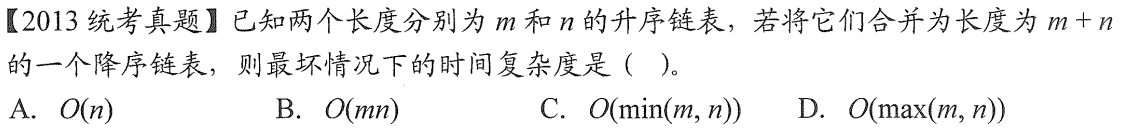 【2013 统考真题】已知两个长度分别为 m 和 n 的升序链表，若将它们合并为长度为 m + n
的一个降序链表，则最坏情况下的时间复杂度是（　）。
A. O(n) B. O(mn) C. O(min(m, n)) D. O(max(m, n))